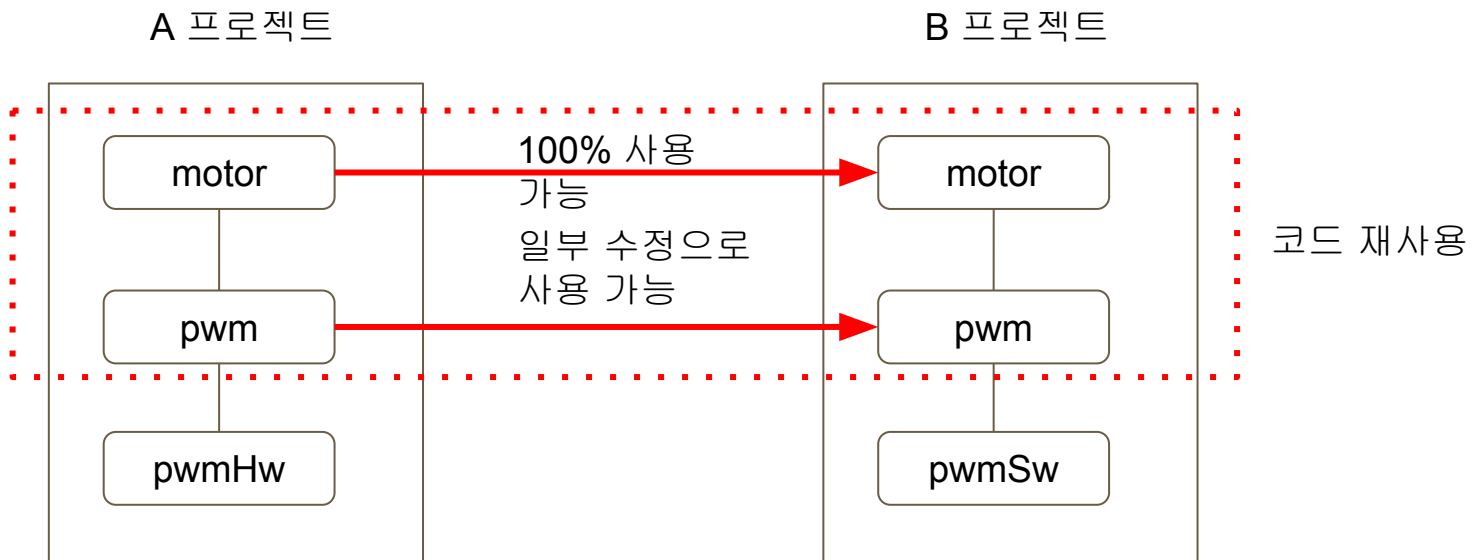 A 프로젝트
B 프로젝트
motor
100% 사용
가능
motor
일부 수정으로
사용 가능
코드 재사용
pwm
pwm
pwmHw
pwmSw